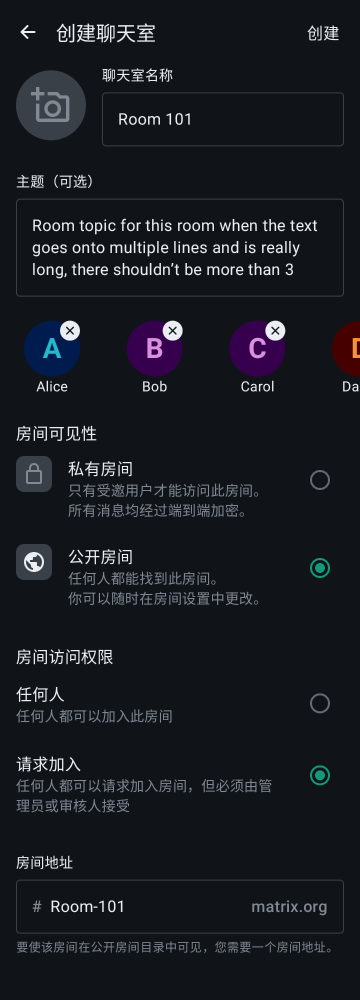 创建聊天室
创建
聊天室名称
Room 101
主题（可选）
Room topic for this room when the text
goes onto multiple lines and is really
long, there shouldn’t be more than 3
A
B
C
Alice
Bob
Carol
房间可见性
私有房间
只有受邀用户才能访问此房间。
所有消息均经过端到端加密。
公开房间
任何人都能找到此房间。
你可以随时在房间设置中更改。
房间访问权限
任何人
任何人都可以加入此房间
请求加入
任何人都可以请求加入房间，但必须由管
理员或审核人接受
房间地址
# Room-101
matrix.org
要使该房间在公开房间目录中可见，您需要一个房间地址。